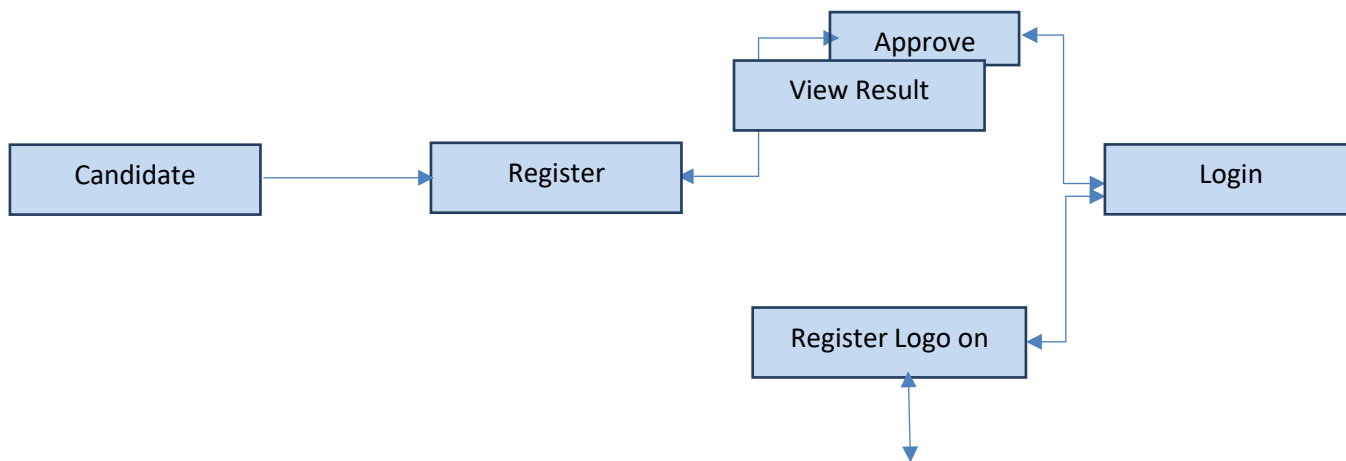 Approve
View Result
Candidate
Register
Login
Register Logo on